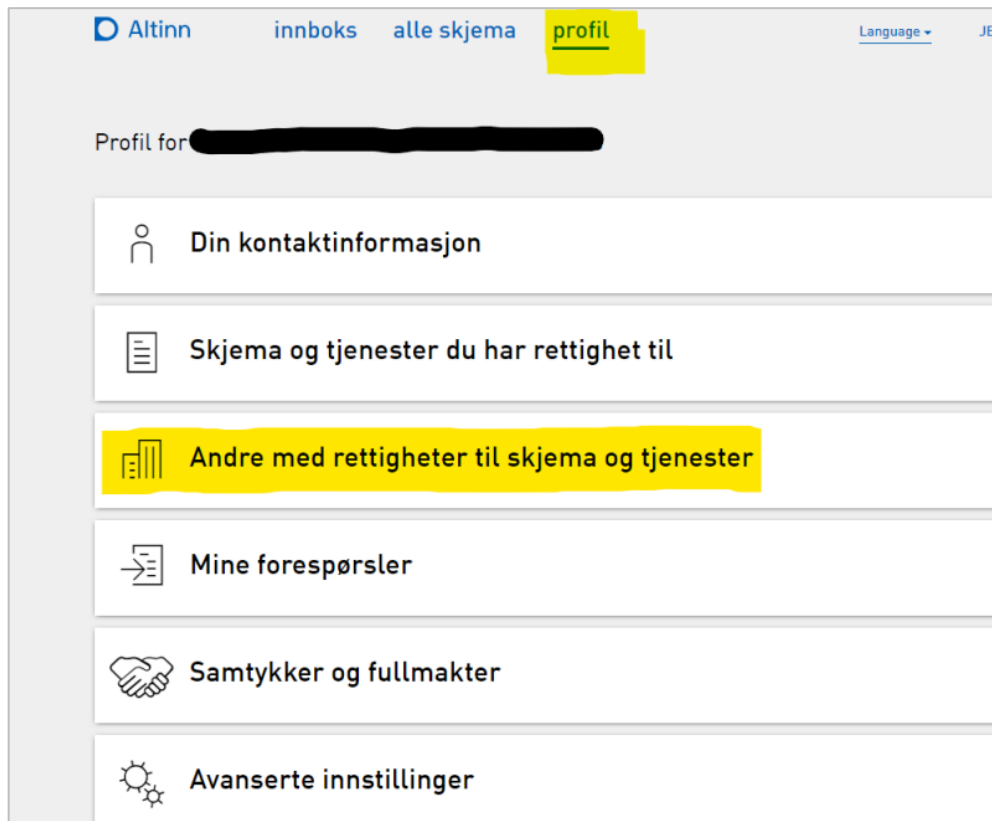 Altinn innboks alle skjema profil Language JE
Profil for
Din kontaktinformasjon
Skjema og tjenester du har rettighet til
Andre med rettigheter til skjema og tjenester
Mine forespørsler
Samtykker og fullmakter
Avanserte innstillinger